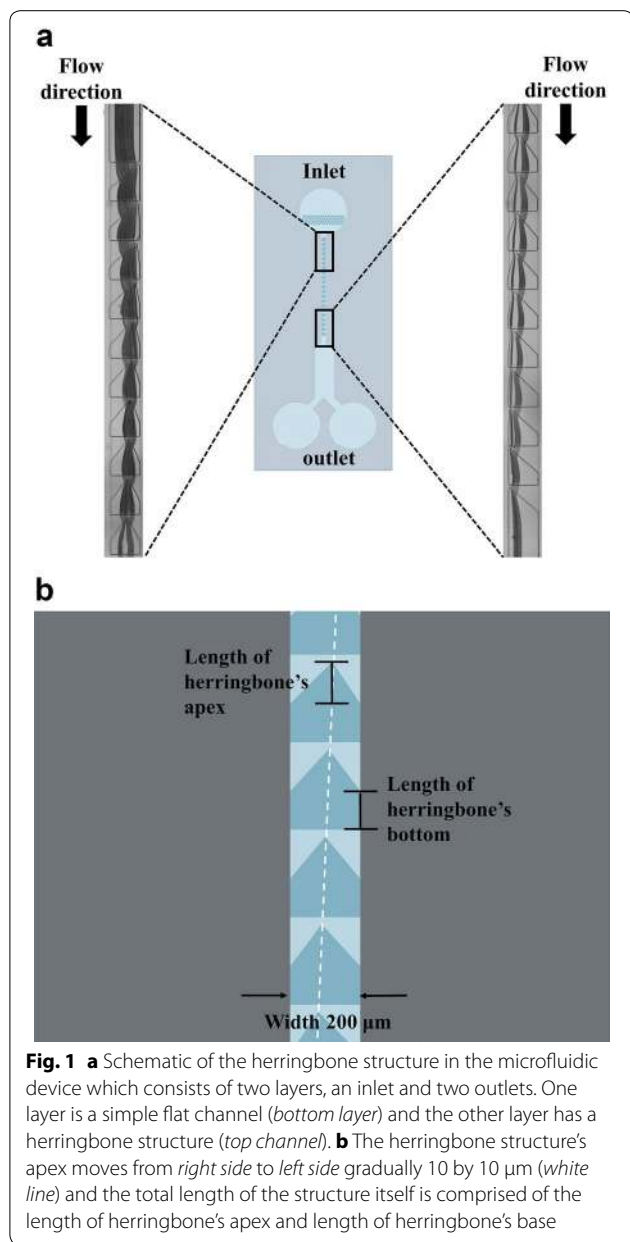 a
Flow
direction
Flow
direction
Inlet
outlet
b
Length of
herringbone's
apex
Length of
herringbone's
bottom
Width 200 µm
Fig. 1 a Schematic of the herringbone structure in the microfluidic
device which consists of two layers, an inlet and two outlets. One
layer is a simple flat channel (bottom layer) and the other layer has a
herringbone structure (top channel). b The herringbone structure's
apex moves from right side to left side gradually 10 by 10 µm (white
line) and the total length of the structure itself is comprised of the
length of herringbone's apex and length of herringbone's base